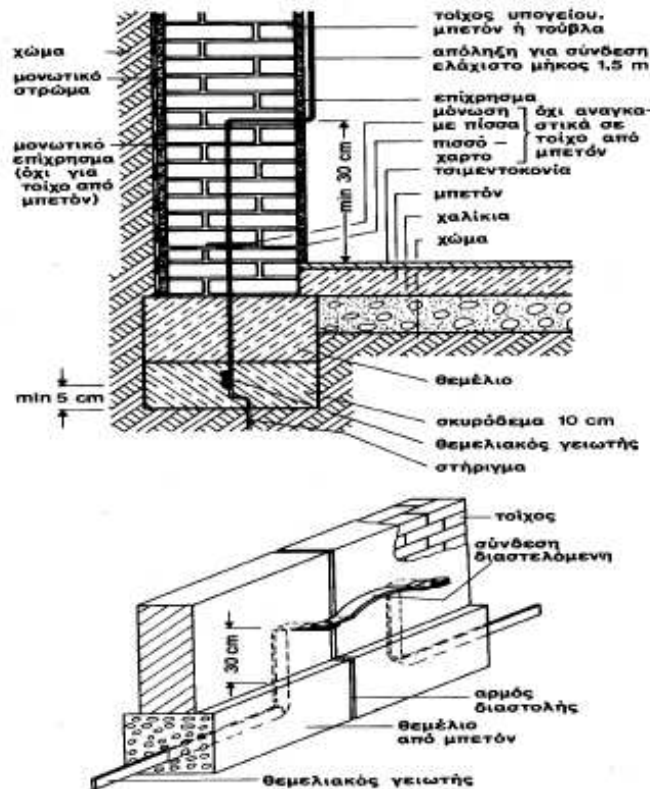 χώμα
μονωτικό
στρώμα
μονωτικό
επίχρησμα
(όχι για
τοίχο από
μπετόν)
τοίχος υπογείου,
μπετόν ή τούβλα
απόληξη για σύνδεση
ελάχιστο μήκος 1,5 m
επίχρησμα
μόνωση
με πίσσα
πισσό-
χαρτο
όχι αναγκα-
στικά σε
τοίχο από
μπετόν
τσιμεντοκονία
μπετόν
χαλίκια
χώμα
min 30 cm
min 5 cm
θεμέλιο
σκυρόδεμα 10 cm
θεμελιακός γειωτής
στήριγμα
τοίχος
σύνδεση
διαστελόμενη
30 cm
αρμός
διαστολής
θεμέλιο
από μπετόν
θεμελιακός γειωτής